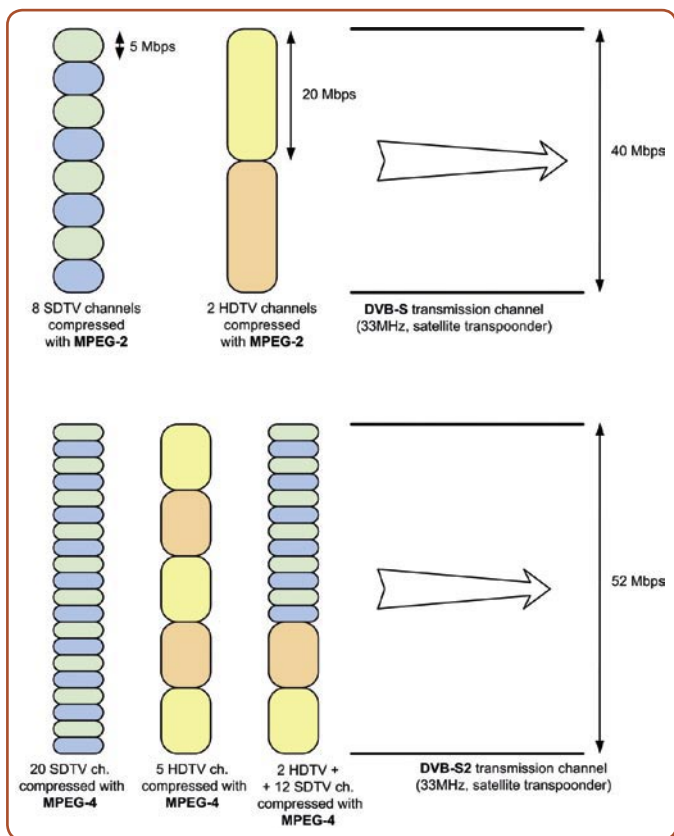 5 Mbps
20 Mbps
40 Mbps
8 SDTV channels
compressed
with MPEG-2
2 HDTV channels
compressed
with MPEG-2
DVB-S transmission channel
(33MHz, satellite transpoonder)
52 Mbps
20 SDTV ch.
compressed with
MPEG-4
5 HDTV ch.
compressed with
MPEG-4
2 HDTV +
+ 12 SDTV ch.
compressed with
MPEG-4
DVB-S2 transmission channel
(33MHz, satellite transpoonder)